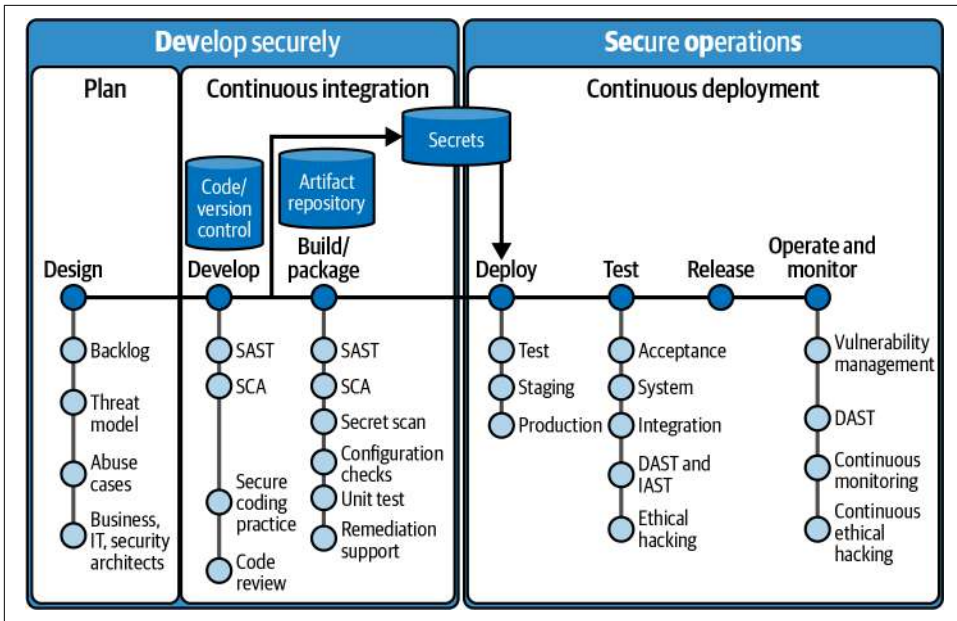 Develop securely
Secure operations
Plan
Continuous integration
Continuous deployment
Secrets
Code/
version
control
Artifact
repository
Design
Develop
Build/
package
Deploy
Test
Release
Operate and
monitor
Backlog
Threat
model
Abuse
cases
Business,
IT, security
architects
SAST
SCA
Secure
coding
practice
Code
review
SAST
SCA
Secret scan
Configuration
checks
Unit test
Remediation
support
Test
Staging
Production
Acceptance
System
Integration
DAST and
IAST
Ethical
hacking
Vulnerability
management
DAST
Continuous
monitoring
Continuous
ethical
hacking